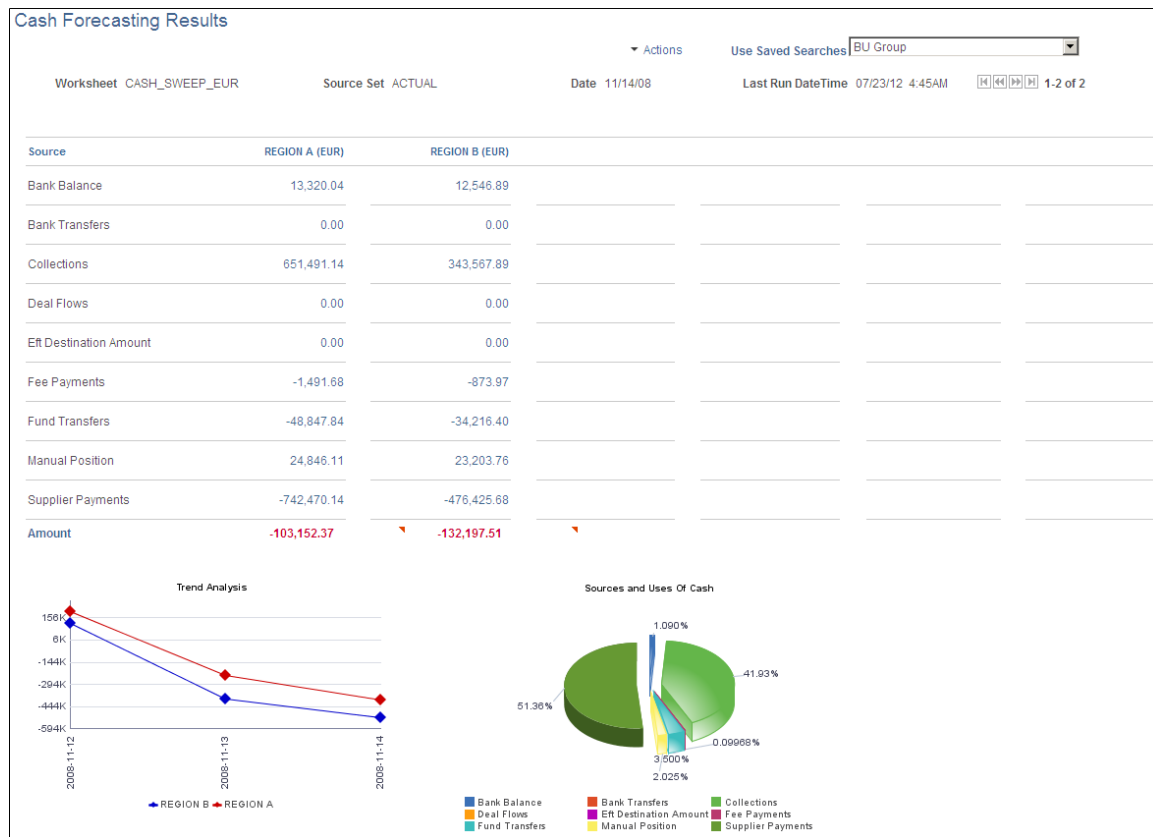 Cash Forecasting Results
Actions Use Saved Searches BU Group
Worksheet CASH_SWEEP_EUR Source Set ACTUAL Date 11/14/08 Last Run DateTime 07/23/12 4:45AM 1-2 of 2
Source REGION A (EUR) REGION B (EUR)
Bank Balance 13,320.04 12,546.89
Bank Transfers 0.00 0.00
Collections 651,491.14 343,567.89
Deal Flows 0.00 0.00
Eft Destination Amount 0.00 0.00
Fee Payments -1,491.68 -873.97
Fund Transfers -48,847.84 -34,216.40
Manual Position 24,846.11 23,203.76
Supplier Payments -742,470.14 -476,425.68
Amount -103,152.37 -132,197.51
Trend Analysis
156K
6K
-144K
-294K
-444K
-594K
2008-11-12
2008-11-13
2008-11-14
REGION B REGION A
Sources and Uses Of Cash
1.090%
41.93%
51.36%
0.09968%
3.500%
2.025%
Bank Balance Bank Transfers Collections
Deal Flows Eft Destination Amount Fee Payments
Fund Transfers Manual Position Supplier Payments